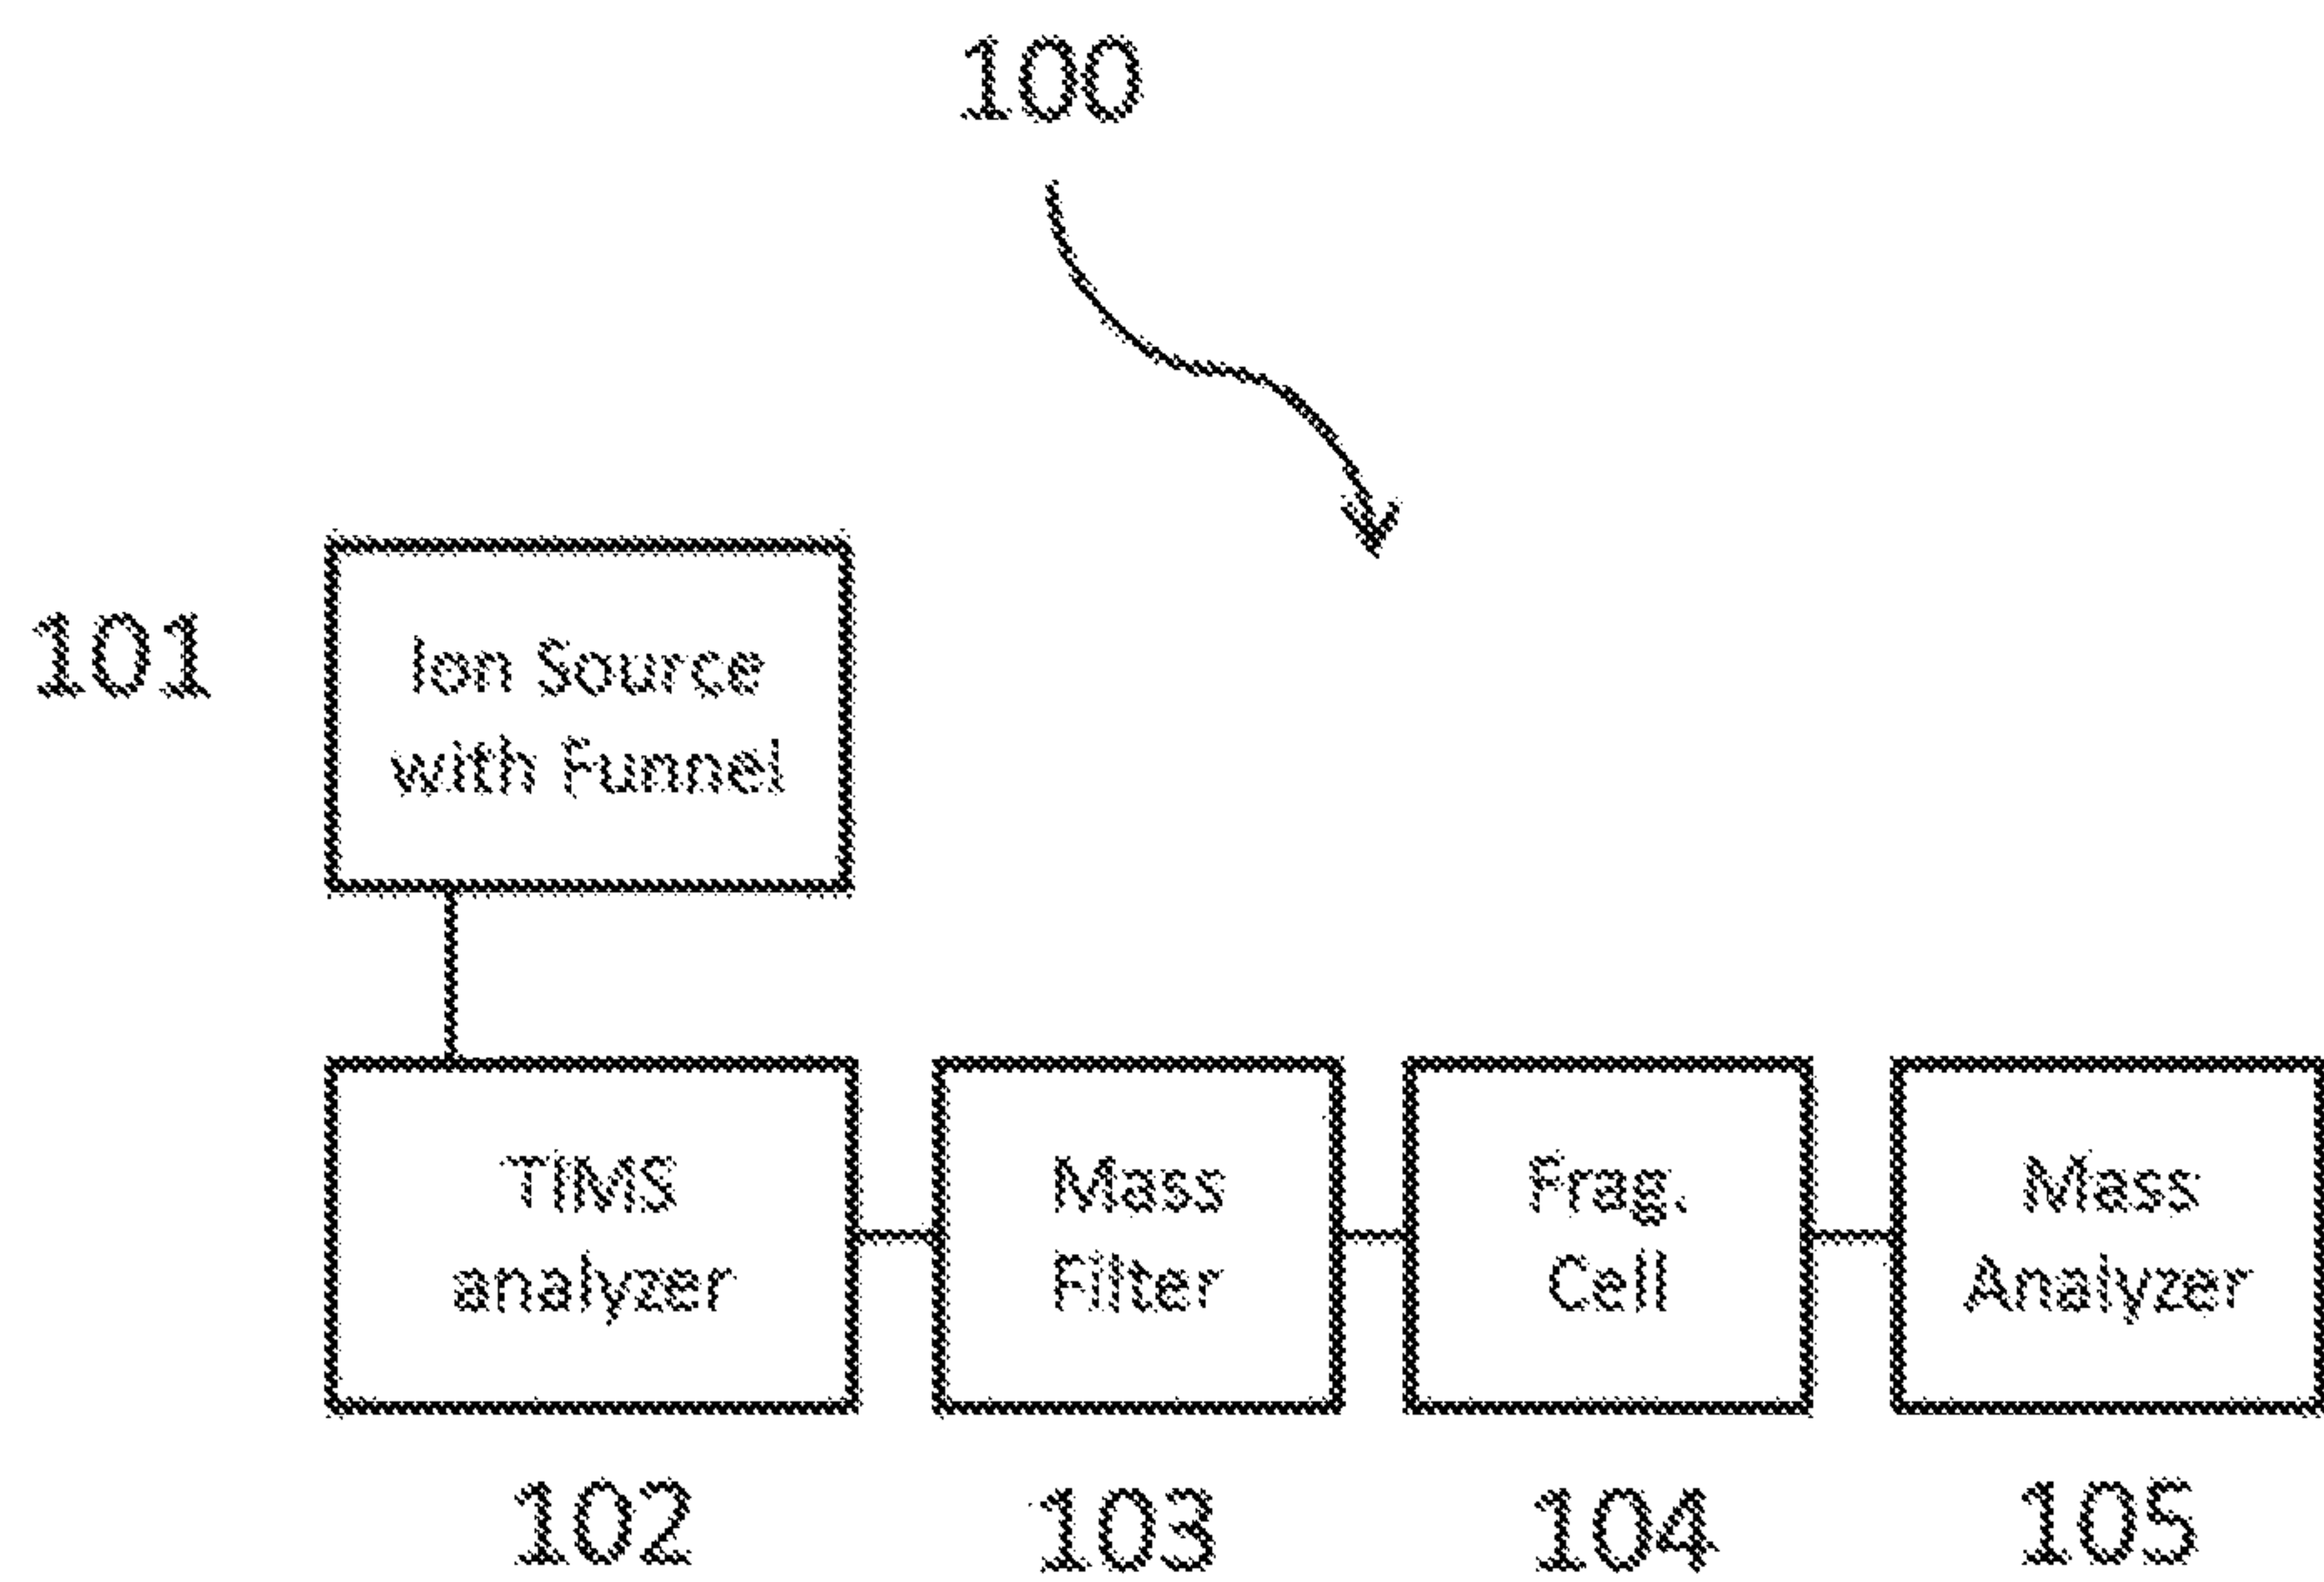 100
101
Ion Source
with Funnel
TIMS
analyzer
Mass
Filter
Frag.
Cell
Mass
Analyzer
102
103
104
105